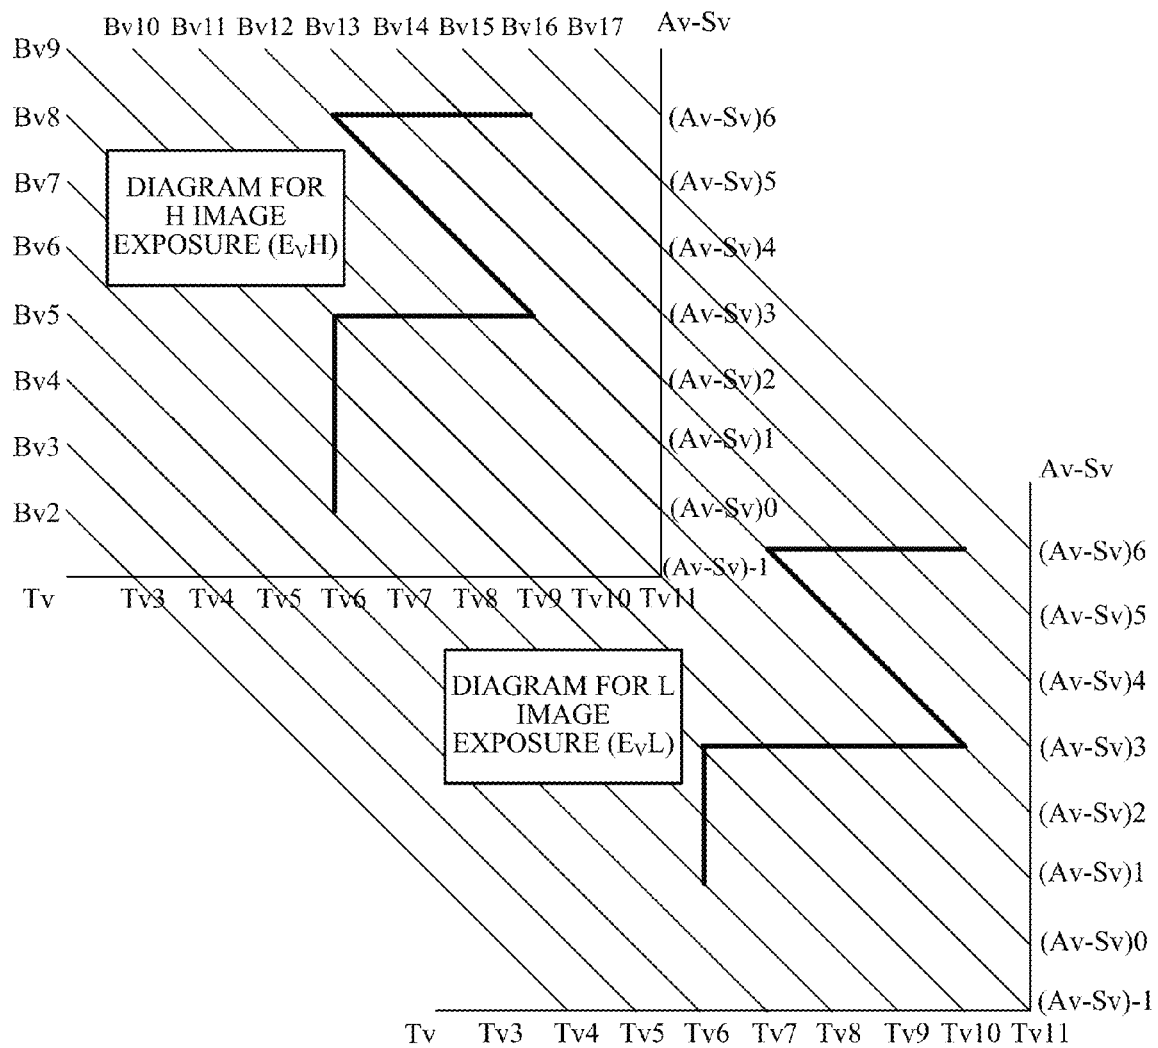 Bv10 Bv11 Bv12 Bv13 Bv14 Bv15 Bv16 Bv17 Av-Sv
Bv9
Bv8
Bv7
Bv6
Bv5
Bv4
Bv3
Bv2
DIAGRAM FOR
H IMAGE
EXPOSURE (EVH)
(Av-Sv)6
(Av-Sv)5
(Av-Sv)4
(Av-Sv)3
(Av-Sv)2
(Av-Sv)1
(Av-Sv)0
(Av-Sv)-1
Tv Tv3 Tv4 Tv5 Tv6 Tv7 Tv8 Tv9 Tv10 Tv11
Av-Sv
DIAGRAM FOR L
IMAGE
EXPOSURE (EVL)
(Av-Sv)6
(Av-Sv)5
(Av-Sv)4
(Av-Sv)3
(Av-Sv)2
(Av-Sv)1
(Av-Sv)0
(Av-Sv)-1
Tv Tv3 Tv4 Tv5 Tv6 Tv7 Tv8 Tv9 Tv10 Tv11